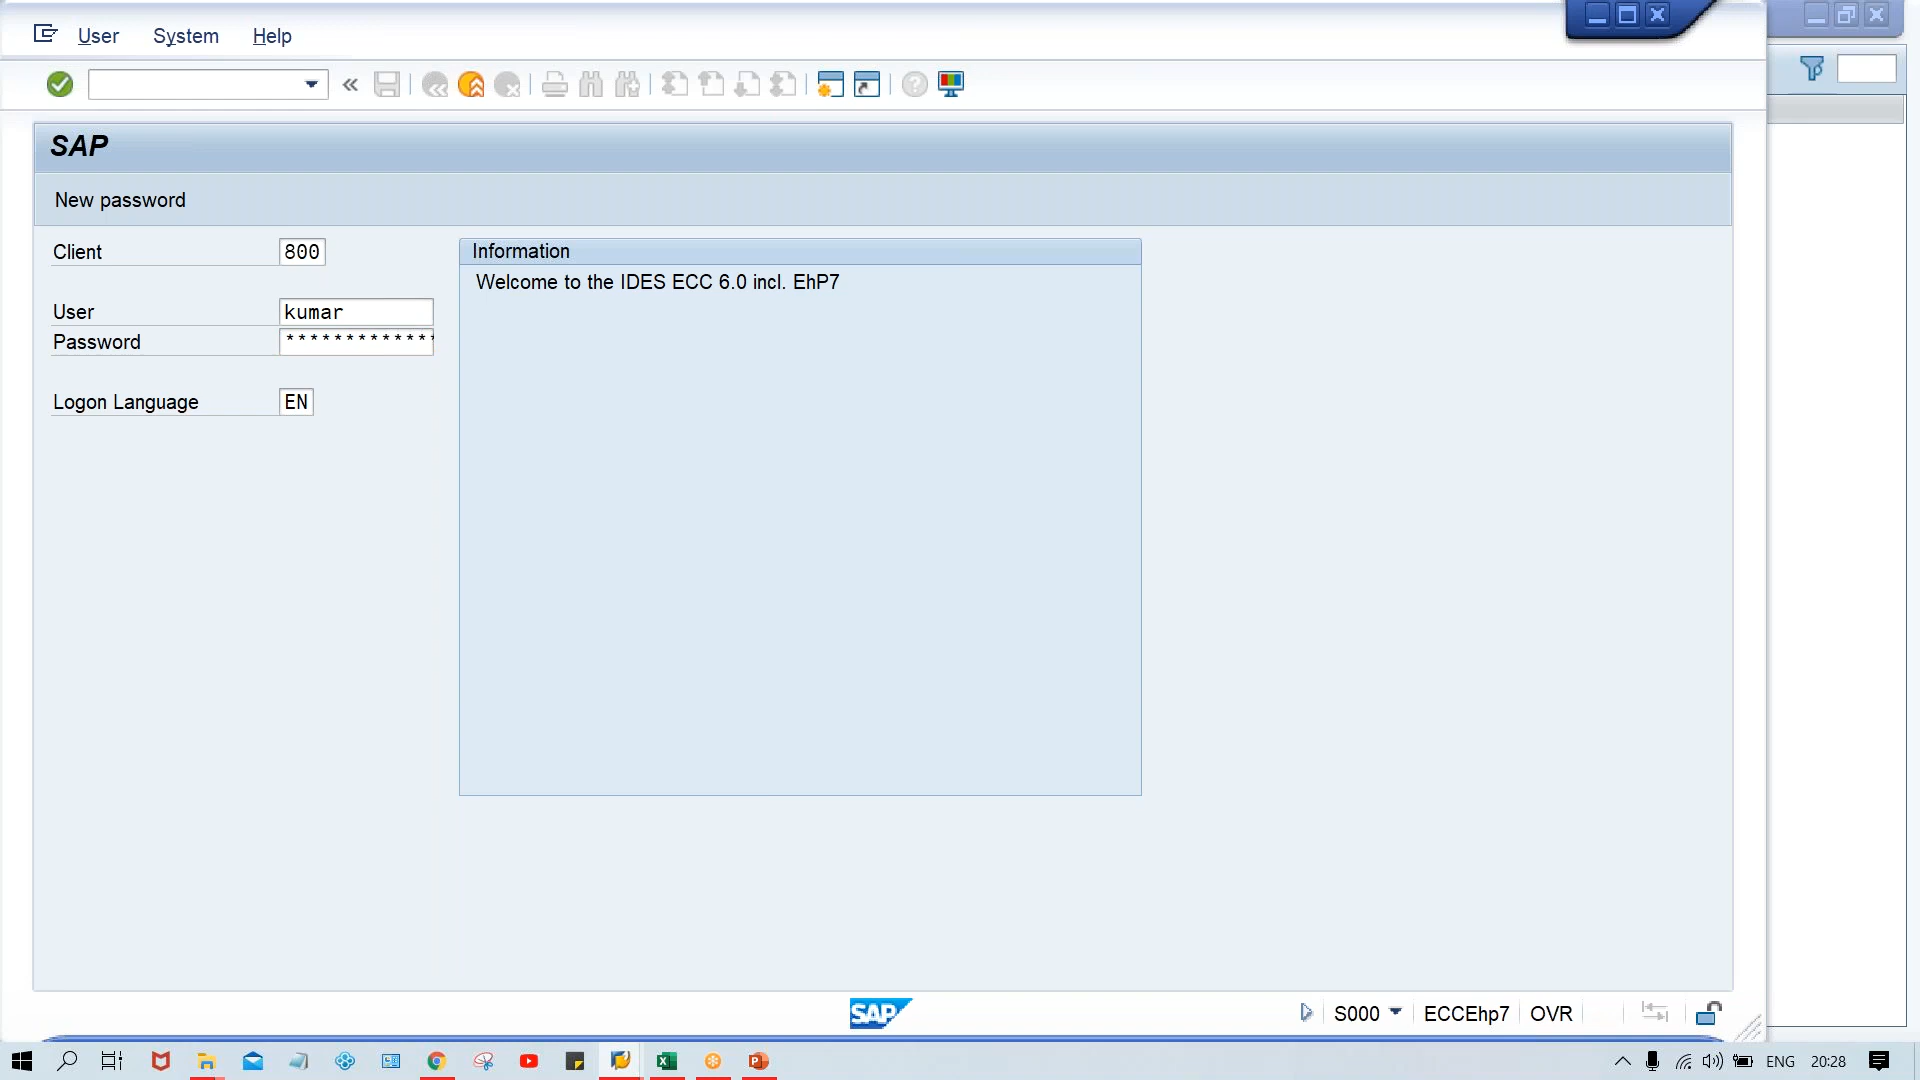 User System Help
SAP
New password
Client 800
Information
Welcome to the IDES ECC 6.0 incl. EhP7
User kumar
Password *************
Logon Language EN
SAP
S000 ECCEhp7 OVR
ENG 20:28